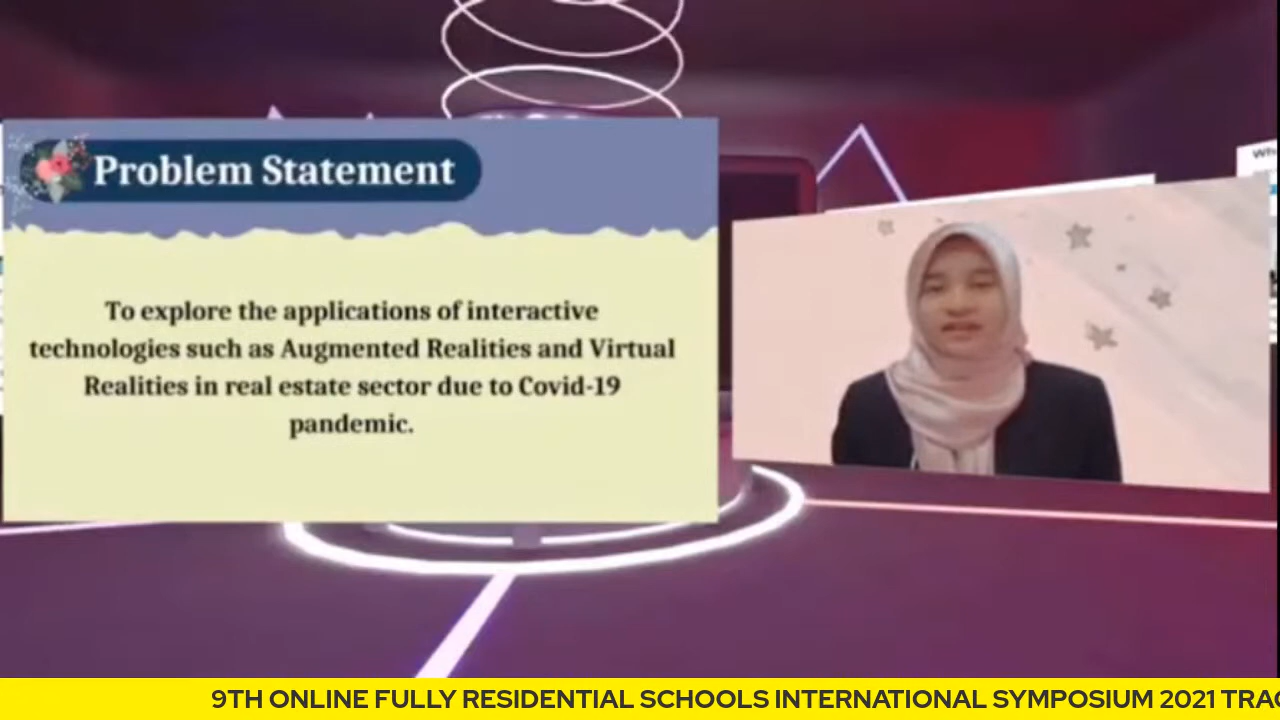 Problem Statement
To explore the applications of interactive
technologies such as Augmented Realities and Virtual
Realities in real estate sector due to Covid-19
pandemic.
9TH ONLINE FULLY RESIDENTIAL SCHOOLS INTERNATIONAL SYMPOSIUM 2021